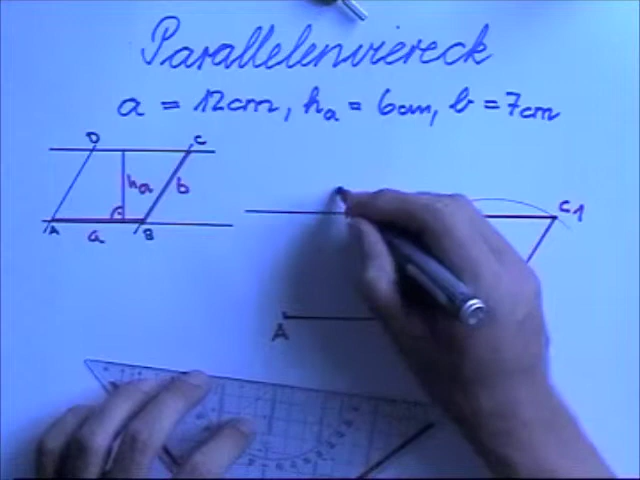 Parallelenviereck
a = 12cm, ha = 6cm, b = 7cm
D C
ha b
A a B
C1
A